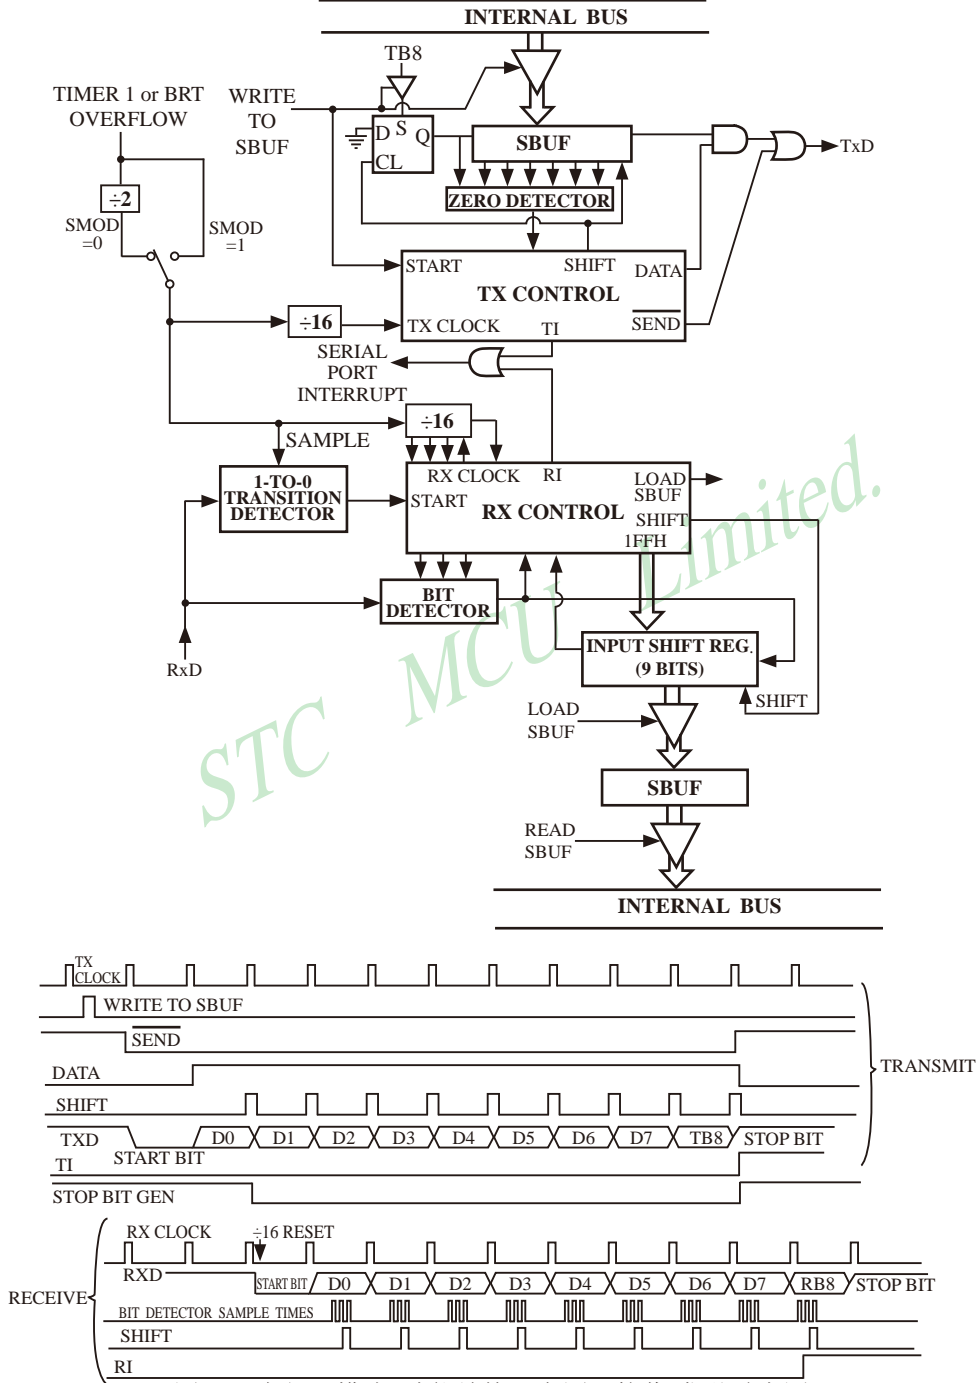 INTERNAL BUS
TB8
TIMER 1 or BRT
OVERFLOW
WRITE
TO
SBUF
D S Q
CL
SBUF
TxD
÷2
ZERO DETECTOR
SMOD
=0
SMOD
=1
START
SHIFT
DATA
TX CONTROL
÷16
TX CLOCK
TI
SEND
SERIAL
PORT
INTERRUPT
÷16
SAMPLE
1-TO-0
TRANSITION
DETECTOR
RX CLOCK
RI
LOAD
SBUF
START
RX CONTROL
SHIFT
1FFH
BIT
DETECTOR
RxD
INPUT SHIFT REG.
(9 BITS)
SHIFT
LOAD
SBUF
SBUF
READ
SBUF
INTERNAL BUS
STC MCU Limited.
TX
CLOCK
WRITE TO SBUF
SEND
DATA
TRANSMIT
SHIFT
TXD
START BIT
D0 D1 D2 D3 D4 D5 D6 D7 TB8 STOP BIT
TI
STOP BIT GEN
RX CLOCK
÷16 RESET
RXD
START BIT D0 D1 D2 D3 D4 D5 D6 D7 RB8 STOP BIT
RECEIVE
BIT DETECTOR SAMPLE TIMES
SHIFT
RI